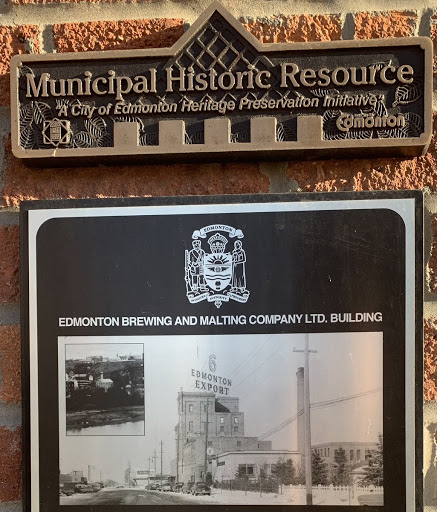 Municipal Historic Resource
"A City of Edmonton Heritage Preservation Initiative"
Edmonton
EDMONTON
EDMONTON BREWING AND MALTING COMPANY LTD. BUILDING
6
EDMONTON
EXPORT